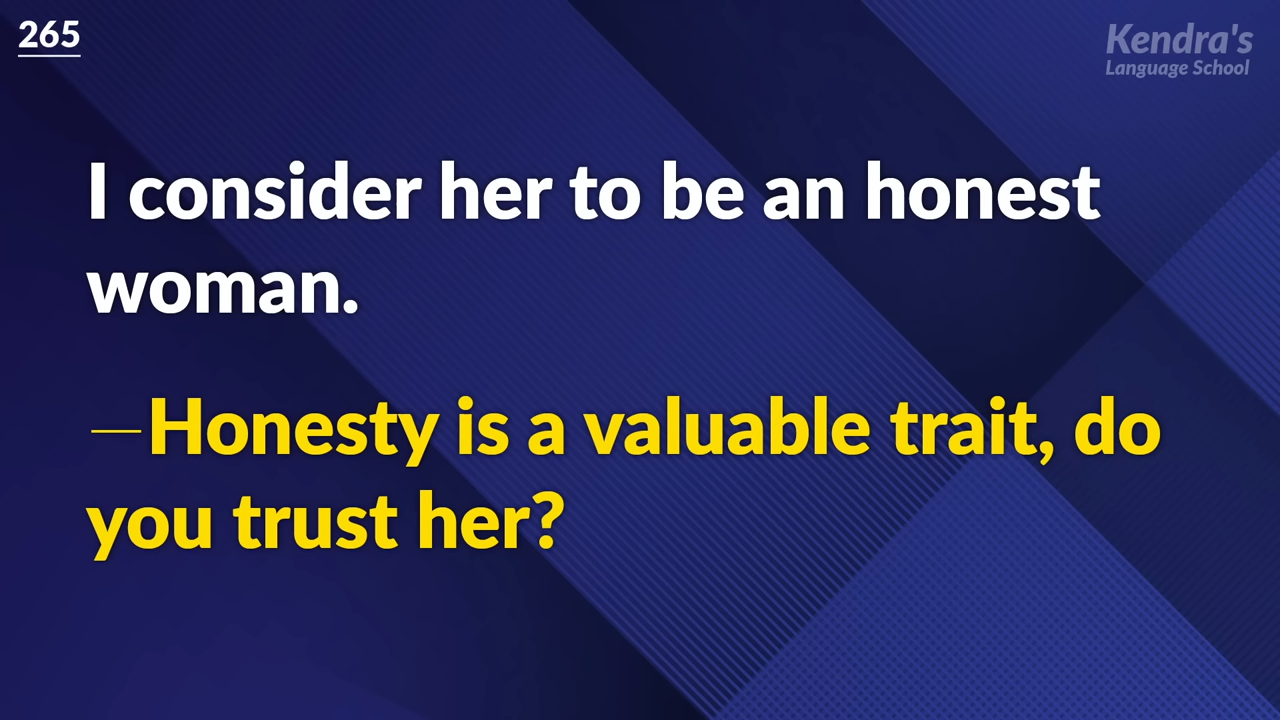 265
Kendra's
Language School
I consider her to be an honest
woman.
—Honesty is a valuable trait, do
you trust her?